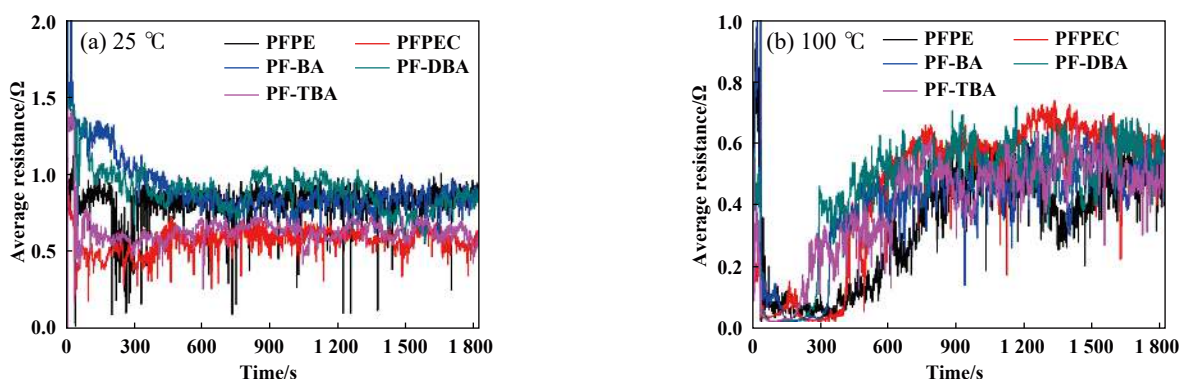 (a) 25 ℃
PFPE
PFPEC
PF-BA
PF-DBA
PF-TBA
2.0
1.5
1.0
0.5
0.0
Average resistance/Ω
0 300 600 900 1 200 1 500 1 800
Time/s
(b) 100 ℃
PFPE
PFPEC
PF-BA
PF-DBA
PF-TBA
1.0
0.8
0.6
0.4
0.2
0.0
Average resistance/Ω
0 300 600 900 1 200 1 500 1 800
Time/s